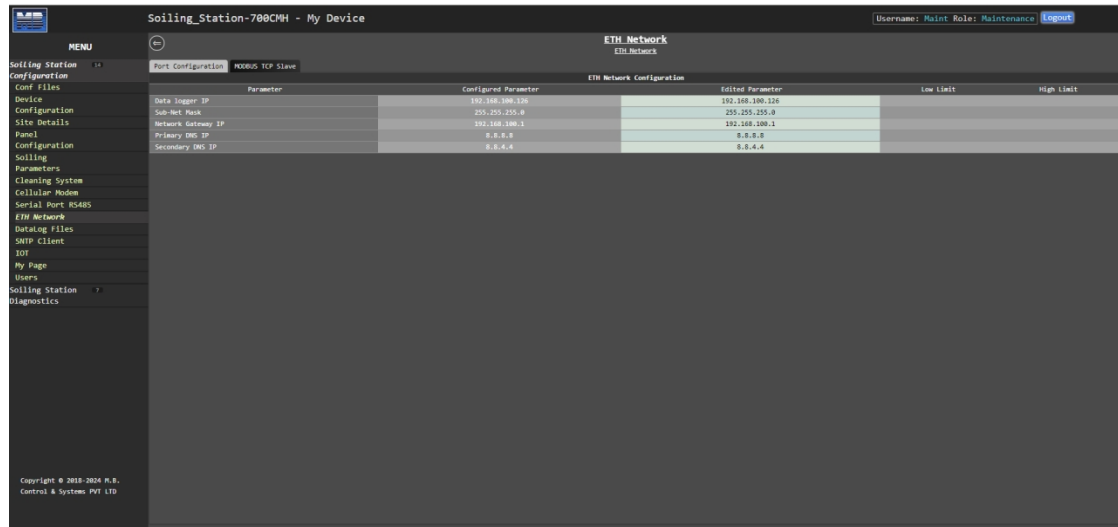 MB
Soiling_Station-700CMH - My Device
Username: Maint Role: Maintenance Logout
MENU
ETH Network
ETH Network
Soiling Station 14
Configuration
Conf Files
Device
Configuration
Site Details
Panel
Configuration
Soiling
Parameters
Cleaning System
Cellular Modem
Serial Port RS485
ETH Network
DataLog Files
SNTP Client
IOT
My Page
Users
Soiling Station 7
Diagnostics
Port Configuration MODBUS TCP Slave
ETH Network Configuration
Parameter Configured Parameter Edited Parameter Low Limit High Limit
Data logger IP 192.168.100.126 192.168.100.126
Sub-Net Mask 255.255.255.0 255.255.255.0
Network Gateway IP 192.168.100.1 192.168.100.1
Primary DNS IP 8.8.8.8 8.8.8.8
Secondary DNS IP 8.8.4.4 8.8.4.4
Copyright © 2018-2024 M.B.
Control & Systems PVT LTD